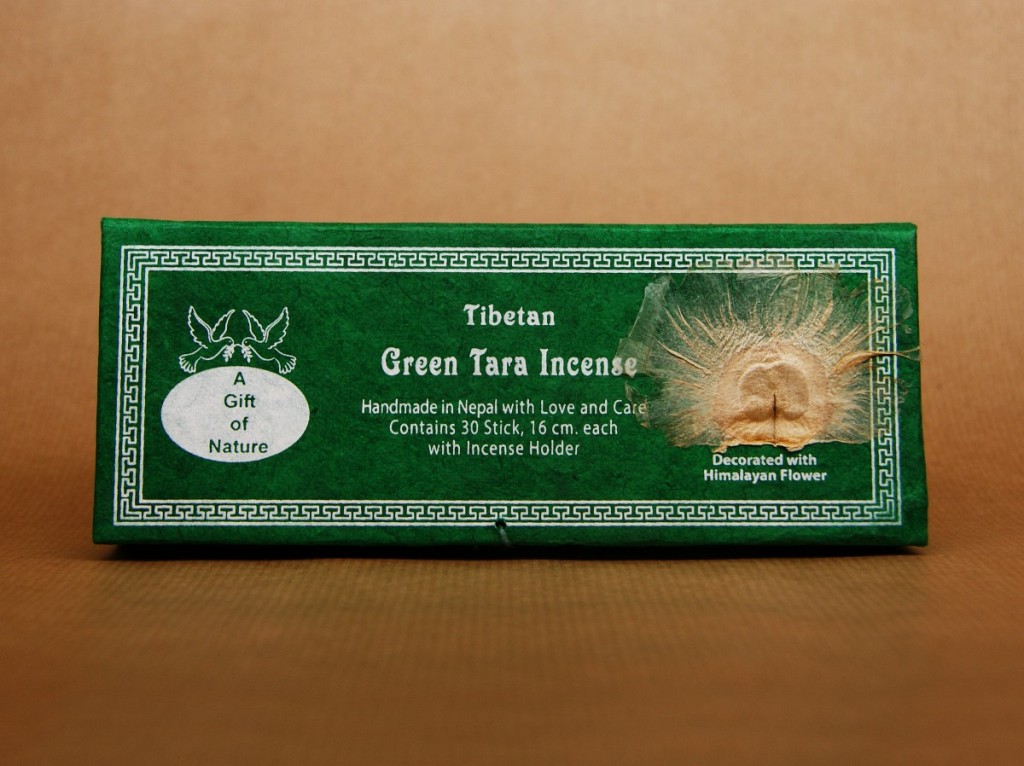 A
Gift
of
Nature
Tibetan
Green Tara Incense
Handmade in Nepal with Love and Care
Contains 30 Stick, 16 cm. each
with Incense Holder
Decorated with
Himalayan Flower